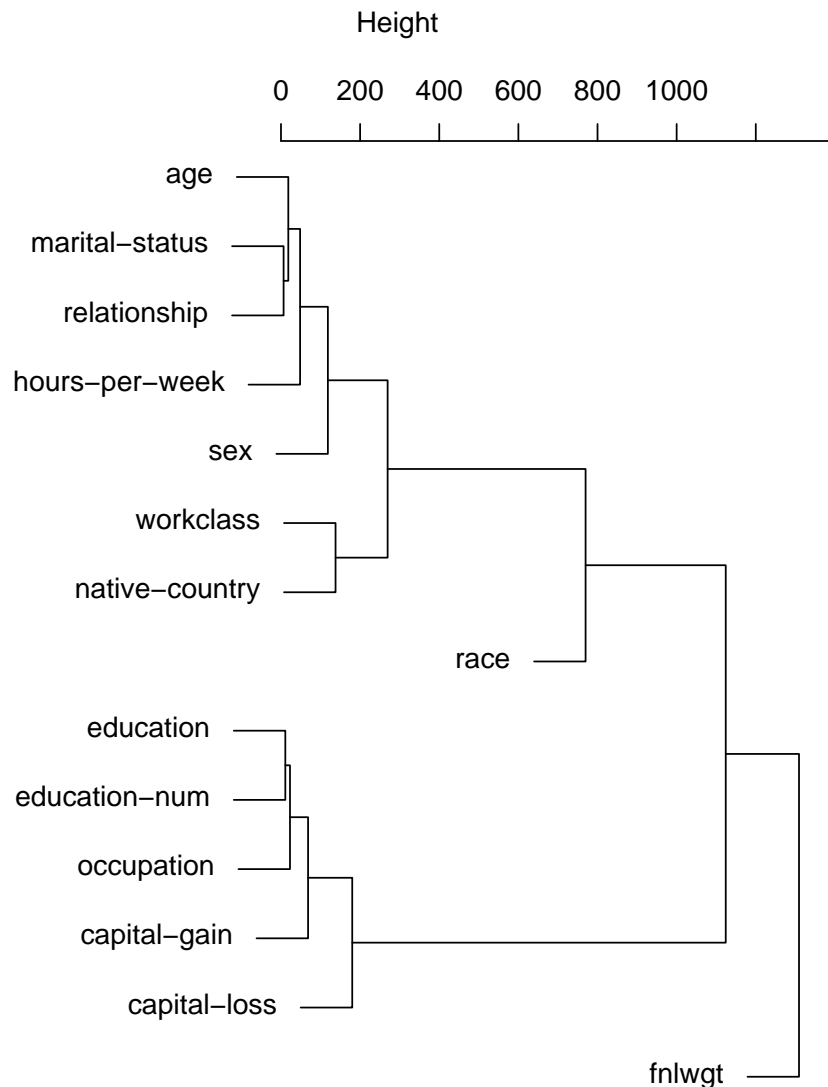 Height
0 200 400 600 800 1000
age
marital−status
relationship
hours−per−week
sex
workclass
native−country
race
education
education−num
occupation
capital−gain
capital−loss
fnlwgt